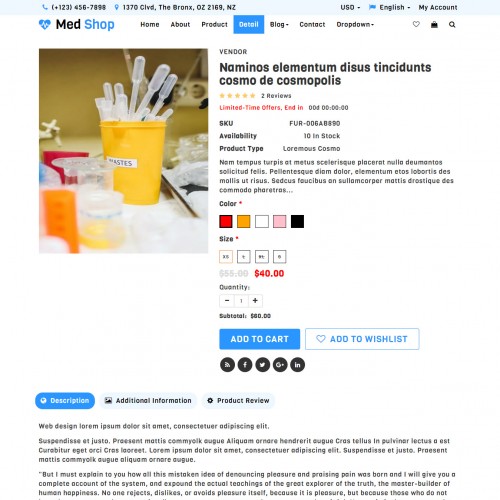 (+123) 456-7898 1370 Clvd, The Bronx, OZ 2169, NZ USD English My Account
Med Shop Home About Product Detail Blog Contact Dropdown
VENDOR
Naminos elementum disus tincidunts
cosmo de cosmopolis
2 Reviews
Limited-Time Offers, End in 00d 00:00:00
SKU FUR-006AB890
Availability 10 In Stock
Product Type Loremous Cosmo
Nam tempus turpis at metus scelerisque placerat nulla deumantos
solicitud felis. Pellentesque diam dolor, elementum etos lobortis des
mollis ut risus. Sedcus faucibus an sullamcorper mattis drostique des
commodo pharetras...
Color *
Size *
XS L XL S
$55.00 $40.00
Quantity:
- 1 +
Subtotal: $60.00
ADD TO CART ADD TO WISHLIST
WASTES
Description Additional Information Product Review
Web design lorem ipsum dolor sit amet, consectetuer adipiscing elit.
Suspendisse et justo. Praesent mattis commyolk augue Aliquam ornare hendrerit augue Cras tellus In pulvinar lectus a est
Curabitur eget orci Cras laoreet. Lorem ipsum dolor sit amet, consectetuer adipiscing elit. Suspendisse et justo. Praesent
mattis commyolk augue aliquam ornare augue.
"But I must explain to you how all this mistaken idea of denouncing pleasure and praising pain was born and I will give you a
complete account of the system, and expound the actual teachings of the great explorer of the truth, the master-builder of
human happiness. No one rejects, dislikes, or avoids pleasure itself, because it is pleasure, but because those who do not